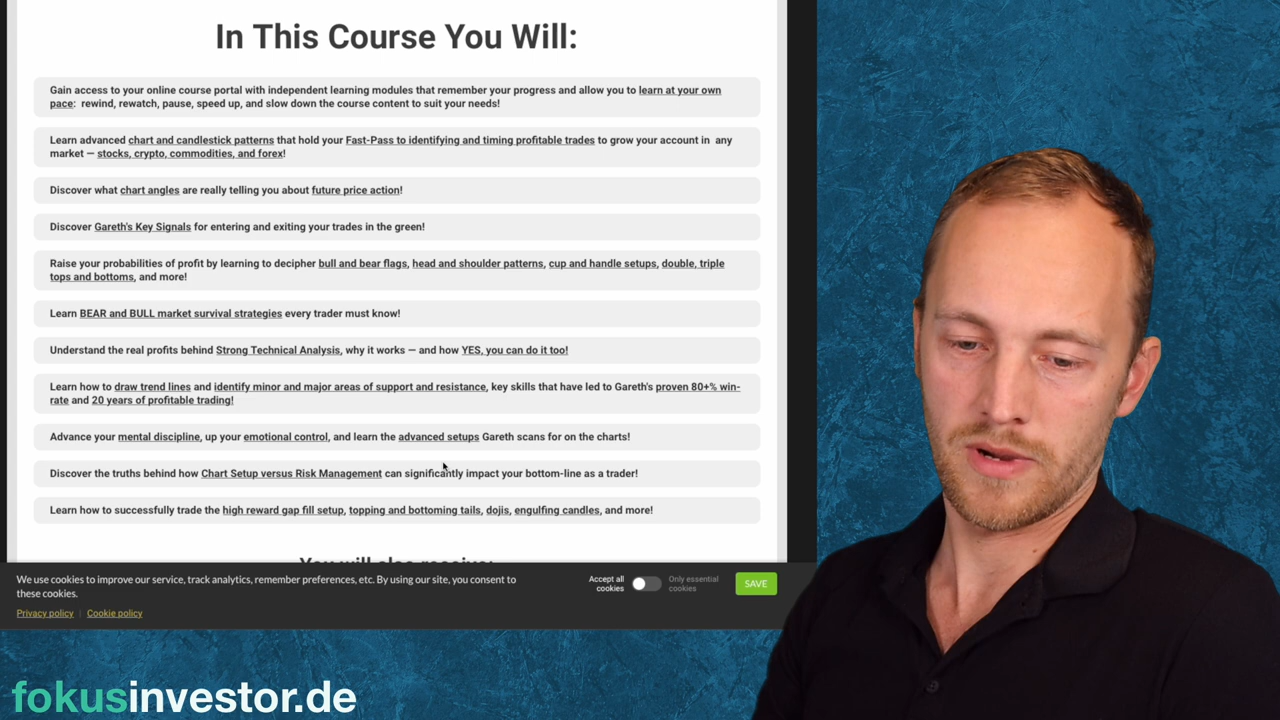 In This Course You Will:
Gain access to your online course portal with independent learning modules that remember your progress and allow you to learn at your own
pace: rewind, rewatch, pause, speed up, and slow down the course content to suit your needs!
Learn advanced chart and candlestick patterns that hold your Fast-Pass to identifying and timing profitable trades to grow your account in any
market — stocks, crypto, commodities, and forex!
Discover what chart angles are really telling you about future price action!
Discover Gareth's Key Signals for entering and exiting your trades in the green!
Raise your probabilities of profit by learning to decipher bull and bear flags, head and shoulder patterns, cup and handle setups, double, triple
tops and bottoms, and more!
Learn BEAR and BULL market survival strategies every trader must know!
Understand the real profits behind Strong Technical Analysis, why it works — and how YES, you can do it too!
Learn how to draw trend lines and identify minor and major areas of support and resistance, key skills that have led to Gareth's proven 80+% win-
rate and 20 years of profitable trading!
Advance your mental discipline, up your emotional control, and learn the advanced setups Gareth scans for on the charts!
Discover the truths behind how Chart Setup versus Risk Management can significantly impact your bottom-line as a trader!
Learn how to successfully trade the high reward gap fill setup, topping and bottoming tails, dojis, engulfing candles, and more!
You will also receive:
We use cookies to improve our service, track analytics, remember preferences, etc. By using our site, you consent to
these cookies.
Privacy policy | Cookie policy
Accept all
cookies
Only essential
cookies
SAVE
fokusinvestor.de